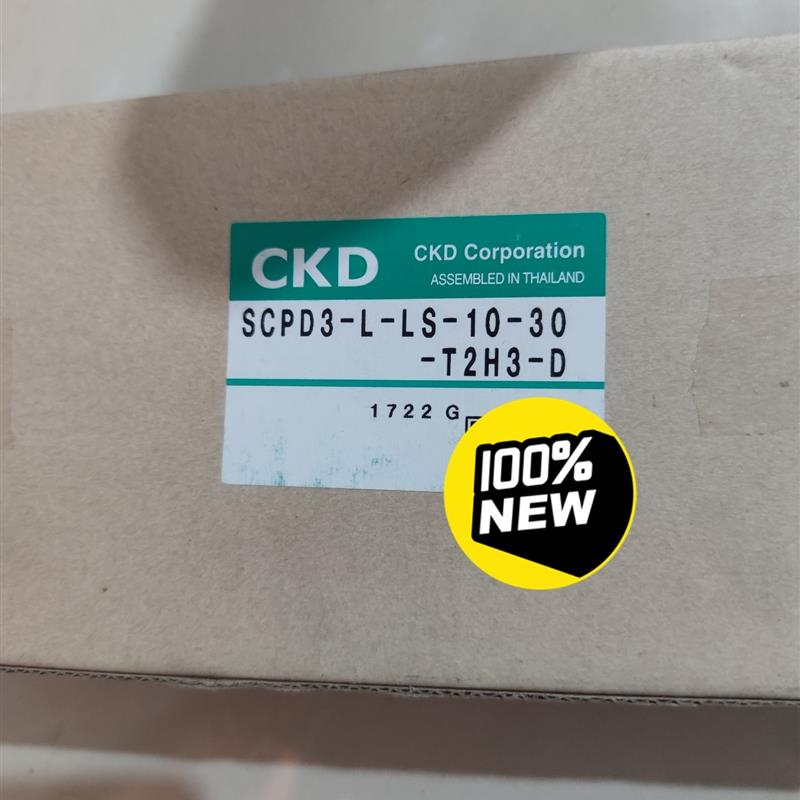 CKD
CKD Corporation
ASSEMBLED IN THAILAND
SCPD3-L-LS-10-30
-T2H3-D
1722 G
100%
NEW